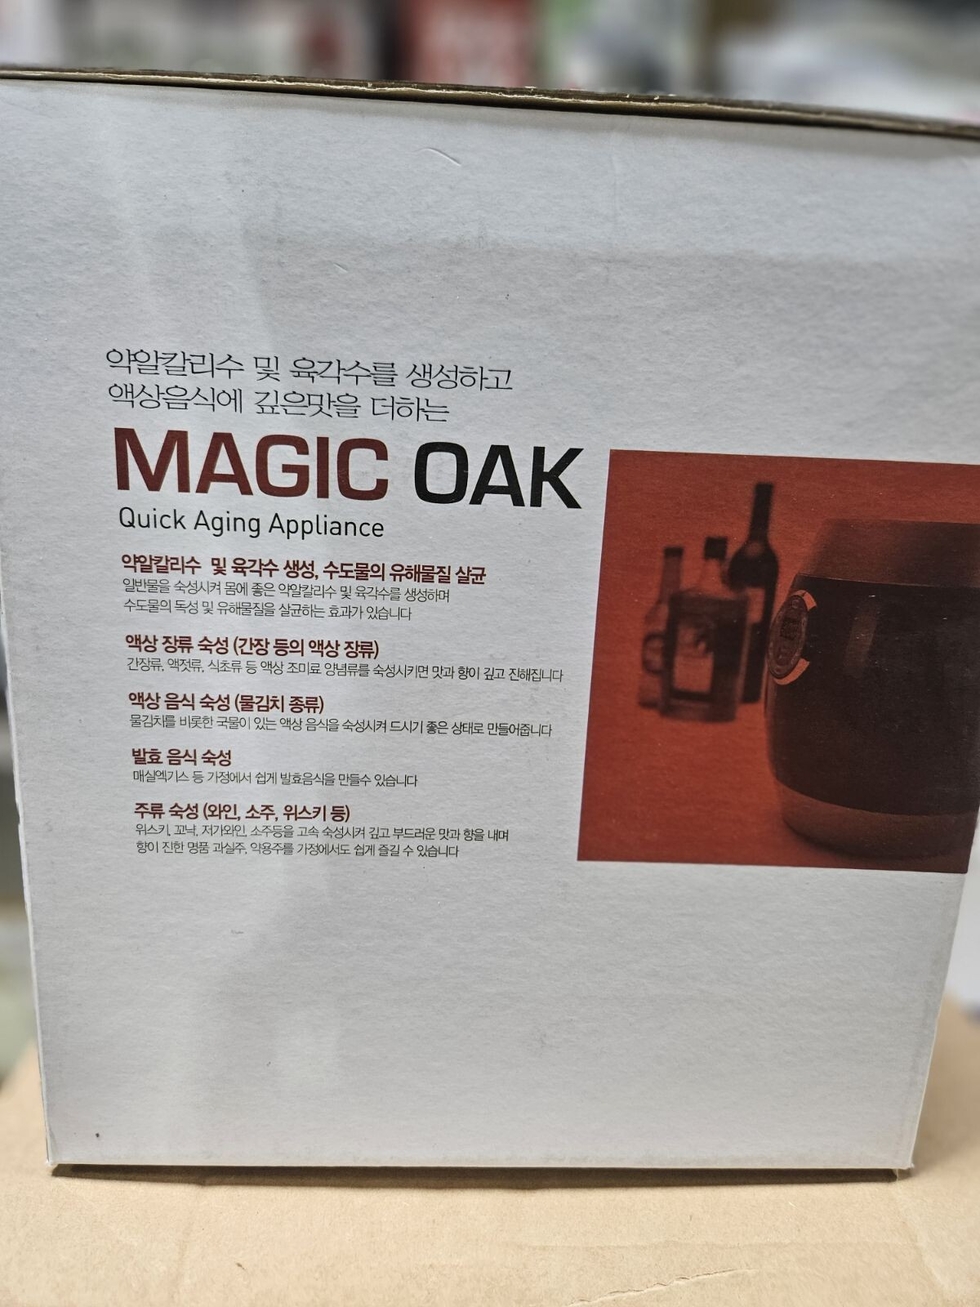 약알칼리수 및 육각수를 생성하고
액상음식에 깊은맛을 더하는
MAGIC OAK
Quick Aging Appliance
약알칼리수 및 육각수 생성, 수도물의 유해물질 살균
일반물을 숙성시켜 몸에 좋은 약알칼리수 및 육각수를 생성하며
수도물의 독성 및 유해물질을 살균하는 효과가 있습니다
액상 장류 숙성 (간장 등의 액상 장류)
간장류, 액젓류, 식초류 등 액상 조미료 양념류를 숙성시키면 맛과 향이 깊고 진해집니다
액상 음식 숙성 (물김치 종류)
물김치를 비롯한 국물이 있는 액상 음식을 숙성시켜 드시기 좋은 상태로 만들어줍니다
발효 음식 숙성
매실엑기스 등 가정에서 쉽게 발효음식을 만들수 있습니다
주류 숙성 (와인, 소주, 위스키 등)
위스키, 꼬냑, 저가와인, 소주등을 고속 숙성시켜 깊고 부드러운 맛과 향을 내며
향이 진한 명품 과실주, 약용주를 가정에서도 쉽게 즐길 수 있습니다